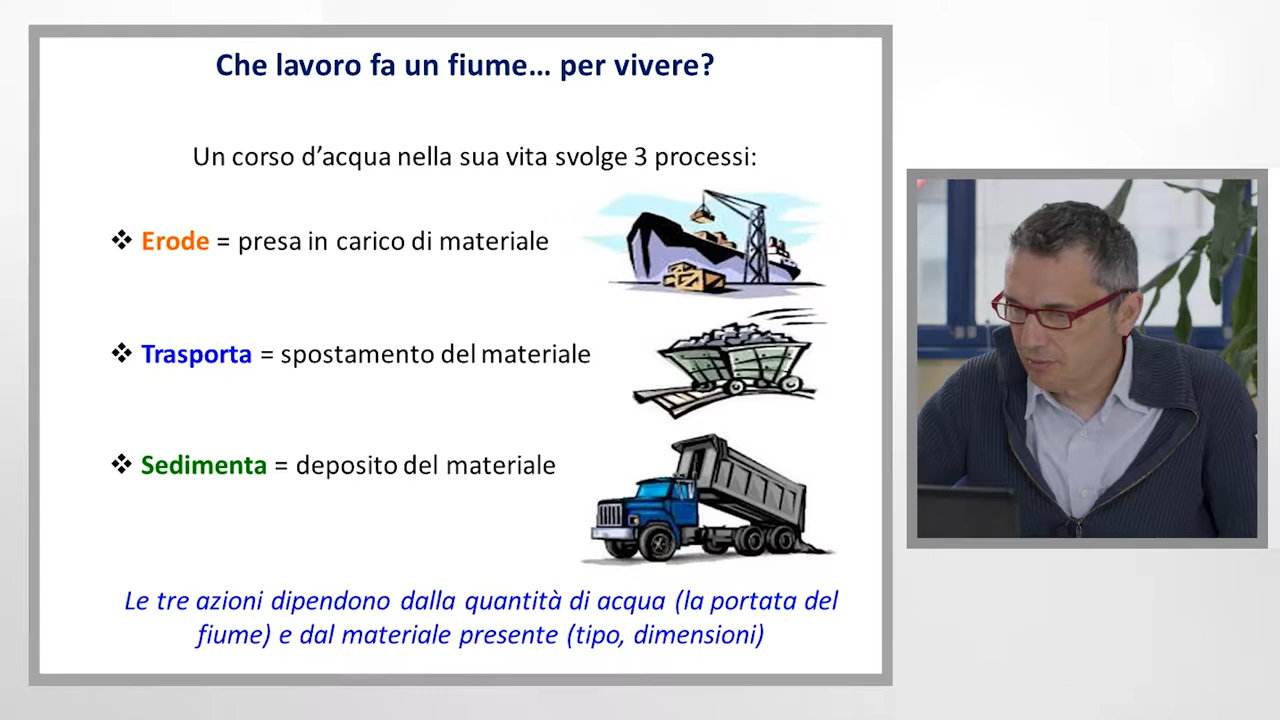 Che lavoro fa un fiume... per vivere?
Un corso d’acqua nella sua vita svolge 3 processi:
❖ Erode = presa in carico di materiale
❖ Trasporta = spostamento del materiale
❖ Sedimenta = deposito del materiale
Le tre azioni dipendono dalla quantità di acqua (la portata del
fiume) e dal materiale presente (tipo, dimensioni)